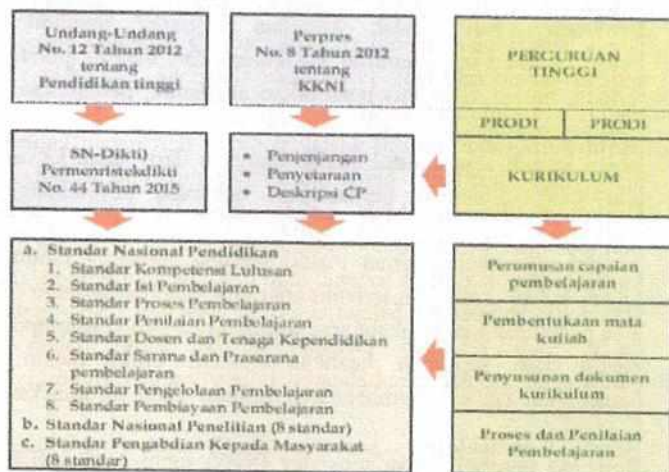 Undang-Undang
No. 12 Tahun 2012
tentang
Pendidikan tinggi
Perpres
No. 8 Tahun 2012
tentang
KKNI
PERGURUAN
TINGGI
PRODI
PRODI
KURIKULUM
SN-Dikti)
Permenristekdikti
No. 44 Tahun 2015
• Penjenjangan
• Penyetaraan
• Deskripsi CP
a. Standar Nasional Pendidikan
1. Standar Kompetensi Lulusan
2. Standar Isi Pembelajaran
3. Standar Proses Pembelajaran
4. Standar Penilaian Pembelajaran
5. Standar Dosen dan Tenaga Kependidikan
6. Standar Sarana dan Prasarana
pembelajaran
7. Standar Pengelolaan Pembelajaran
8. Standar Pembiayaan Pembelajaran
b. Standar Nasional Penelitian (8 standar)
c. Standar Pengabdian Kepada Masyarakat
(8 standar)
Perumusan capaian
pembelajaran
Pembentukaan mata
kuliah
Penyusunan dokumen
kurikulum
Proses dan Penilaian
Pembelajaran